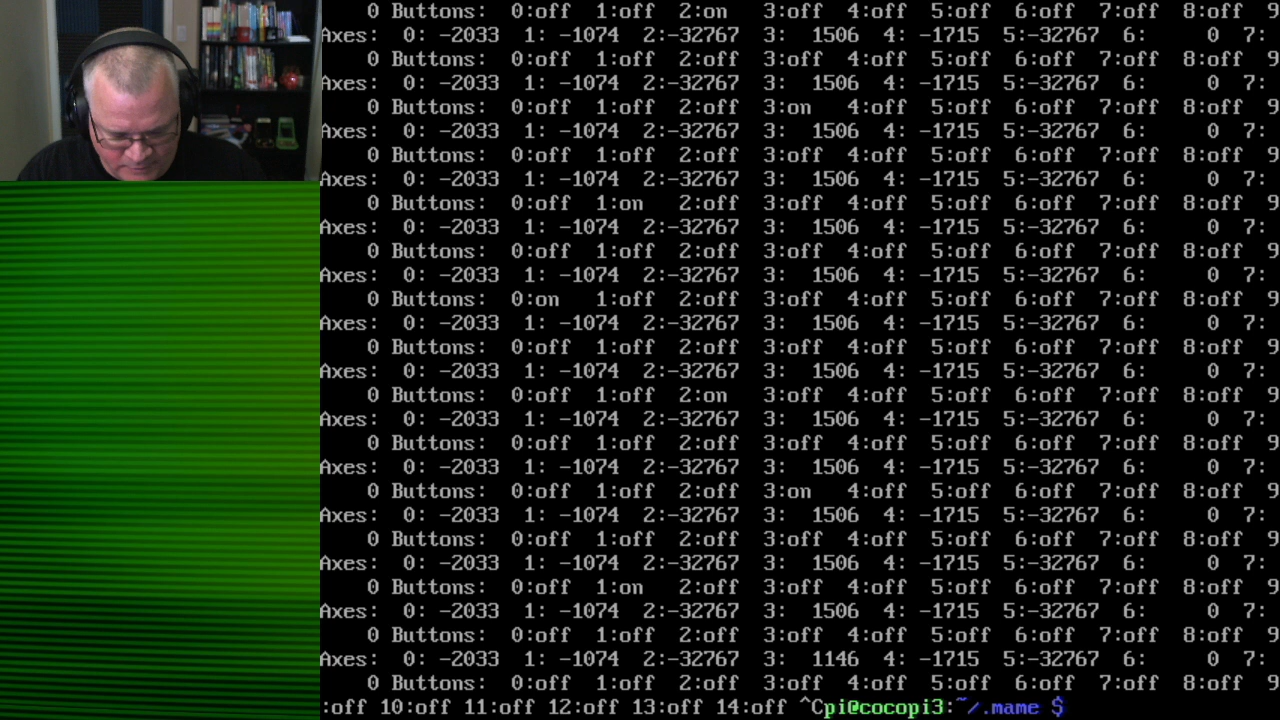 0 Buttons:  0:off  1:off  2:on   3:off  4:off  5:off  6:off  7:off  8:off  9
Axes:  0: -2033  1: -1074  2:-32767  3:  1506  4: -1715  5:-32767  6:     0  7:
0 Buttons:  0:off  1:off  2:off  3:off  4:off  5:off  6:off  7:off  8:off  9
Axes:  0: -2033  1: -1074  2:-32767  3:  1506  4: -1715  5:-32767  6:     0  7:
0 Buttons:  0:off  1:off  2:off  3:on   4:off  5:off  6:off  7:off  8:off  9
Axes:  0: -2033  1: -1074  2:-32767  3:  1506  4: -1715  5:-32767  6:     0  7:
0 Buttons:  0:off  1:off  2:off  3:off  4:off  5:off  6:off  7:off  8:off  9
Axes:  0: -2033  1: -1074  2:-32767  3:  1506  4: -1715  5:-32767  6:     0  7:
0 Buttons:  0:off  1:on   2:off  3:off  4:off  5:off  6:off  7:off  8:off  9
Axes:  0: -2033  1: -1074  2:-32767  3:  1506  4: -1715  5:-32767  6:     0  7:
0 Buttons:  0:off  1:off  2:off  3:off  4:off  5:off  6:off  7:off  8:off  9
Axes:  0: -2033  1: -1074  2:-32767  3:  1506  4: -1715  5:-32767  6:     0  7:
0 Buttons:  0:on   1:off  2:off  3:off  4:off  5:off  6:off  7:off  8:off  9
Axes:  0: -2033  1: -1074  2:-32767  3:  1506  4: -1715  5:-32767  6:     0  7:
0 Buttons:  0:off  1:off  2:off  3:off  4:off  5:off  6:off  7:off  8:off  9
Axes:  0: -2033  1: -1074  2:-32767  3:  1506  4: -1715  5:-32767  6:     0  7:
0 Buttons:  0:off  1:off  2:on   3:off  4:off  5:off  6:off  7:off  8:off  9
Axes:  0: -2033  1: -1074  2:-32767  3:  1506  4: -1715  5:-32767  6:     0  7:
0 Buttons:  0:off  1:off  2:off  3:off  4:off  5:off  6:off  7:off  8:off  9
Axes:  0: -2033  1: -1074  2:-32767  3:  1506  4: -1715  5:-32767  6:     0  7:
0 Buttons:  0:off  1:off  2:off  3:on   4:off  5:off  6:off  7:off  8:off  9
Axes:  0: -2033  1: -1074  2:-32767  3:  1506  4: -1715  5:-32767  6:     0  7:
0 Buttons:  0:off  1:off  2:off  3:off  4:off  5:off  6:off  7:off  8:off  9
Axes:  0: -2033  1: -1074  2:-32767  3:  1506  4: -1715  5:-32767  6:     0  7:
0 Buttons:  0:off  1:on   2:off  3:off  4:off  5:off  6:off  7:off  8:off  9
Axes:  0: -2033  1: -1074  2:-32767  3:  1506  4: -1715  5:-32767  6:     0  7:
0 Buttons:  0:off  1:off  2:off  3:off  4:off  5:off  6:off  7:off  8:off  9
Axes:  0: -2033  1: -1074  2:-32767  3:  1146  4: -1715  5:-32767  6:     0  7:
0 Buttons:  0:off  1:off  2:off  3:off  4:off  5:off  6:off  7:off  8:off  9
:off 10:off 11:off 12:off 13:off 14:off ^Cpi@cocopi3:~/.mame $